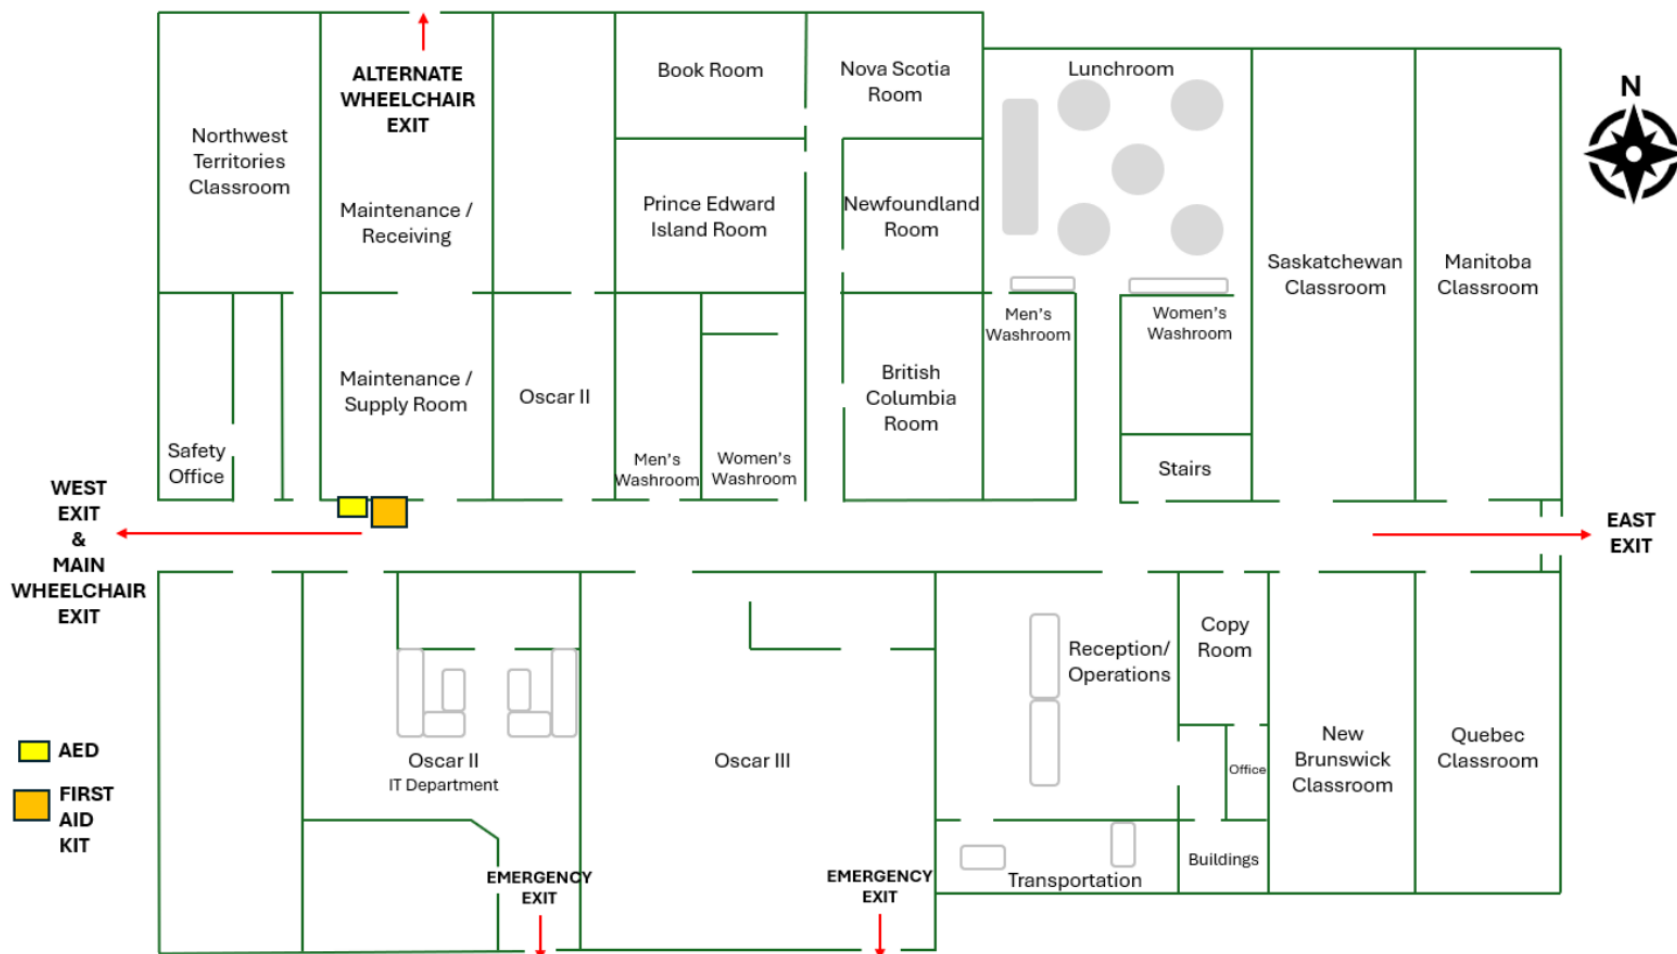 ALTERNATE
WHEELCHAIR
EXIT
Book Room
Nova Scotia
Room
Lunchroom
N
Northwest
Territories
Classroom
Maintenance /
Receiving
Prince Edward
Island Room
Newfoundland
Room
Saskatchewan
Classroom
Manitoba
Classroom
Men's
Washroom
Women's
Washroom
Maintenance /
Supply Room
Oscar II
British
Columbia
Room
Safety
Office
Men's
Washroom
Women's
Washroom
Stairs
WEST
EXIT
&
MAIN
WHEELCHAIR
EXIT
EAST
EXIT
Copy
Room
Reception/
Operations
AED
FIRST
AID
KIT
Oscar II
IT Department
Oscar III
Office
New
Brunswick
Classroom
Quebec
Classroom
EMERGENCY
EXIT
EMERGENCY
EXIT
Transportation
Buildings